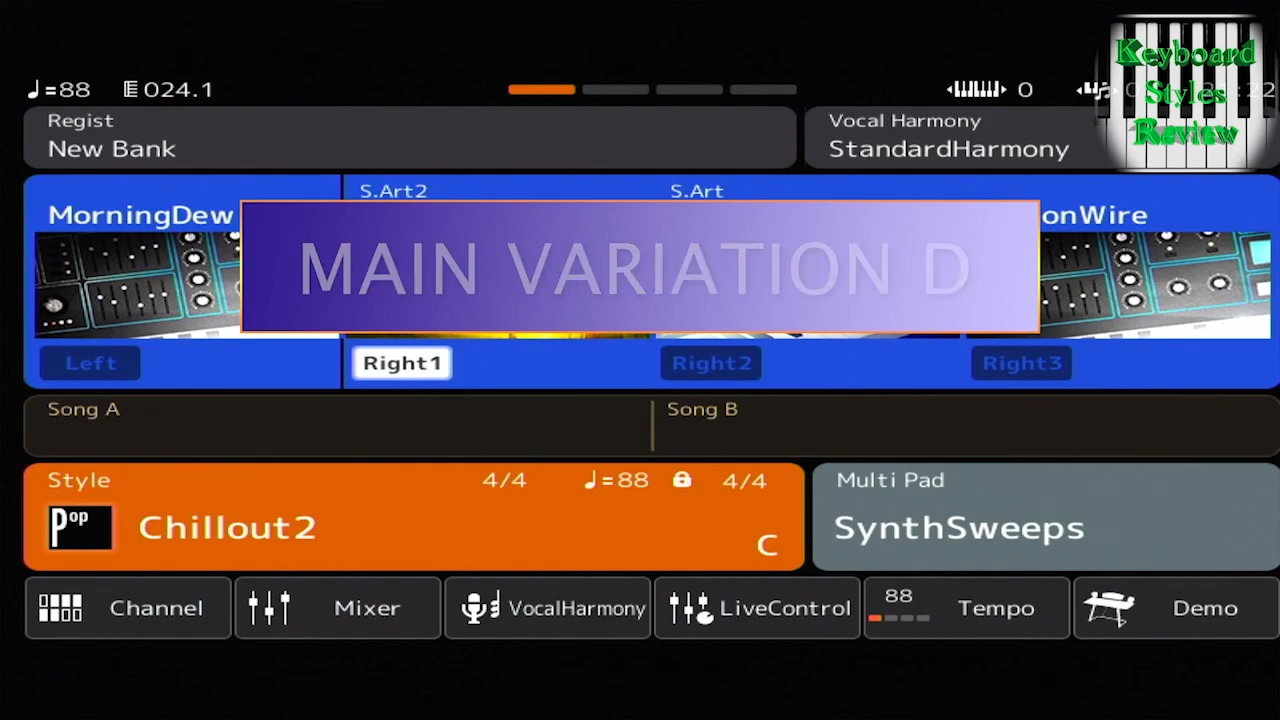 ♩=88 024.1 0
Keyboard
Styles
Review
Regist
New Bank
Vocal Harmony
StandardHarmony
MorningDew
S.Art2
S.Art
onWire
MAIN VARIATION D
Left
Right1
Right2
Right3
Song A
Song B
Style 4/4 ♩=88 4/4
Pop
Chillout2
C
Multi Pad
SynthSweeps
Channel
Mixer
VocalHarmony
LiveControl
88
Tempo
Demo